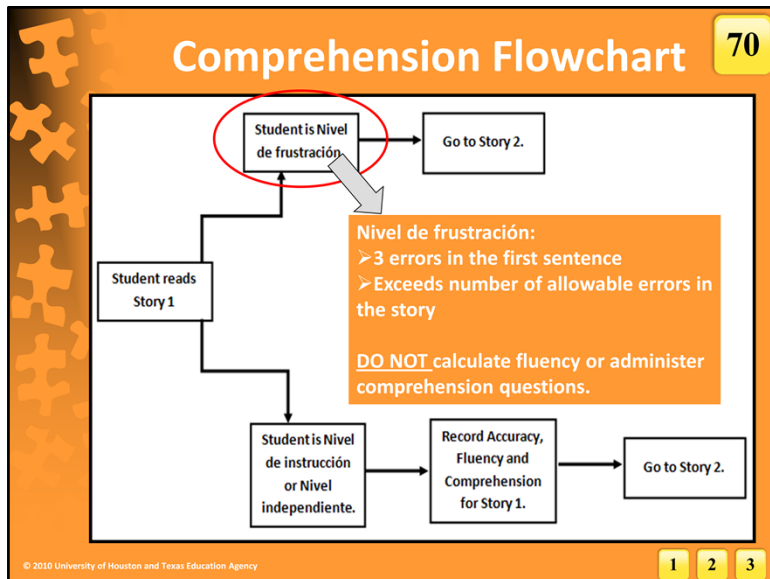 Comprehension Flowchart
70
Student is Nivel
de frustración.
Go to Story 2.
Nivel de frustración:
➢3 errors in the first sentence
➢Exceeds number of allowable errors in
the story
DO NOT calculate fluency or administer
comprehension questions.
Student reads
Story 1
Student is Nivel
de instrucción
or Nivel
independiente.
Record Accuracy,
Fluency and
Comprehension
for Story 1.
Go to Story 2.
© 2010 University of Houston and Texas Education Agency
1 2 3